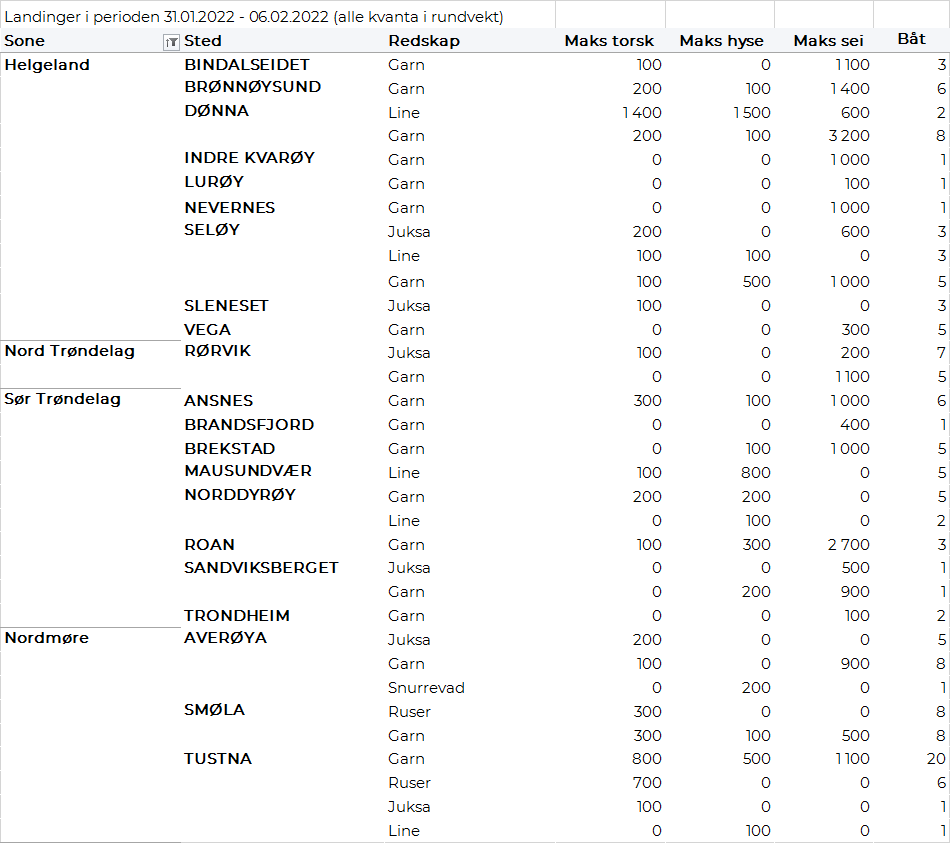 Landinger i perioden 31.01.2022 - 06.02.2022 (alle kvanta i rundvekt)
Sone Sted Redskap Maks torsk Maks hyse Maks sei Båt
Helgeland BINDALSEIDET Garn 100 0 1 100 3
BRØNNØYSUND Garn 200 100 1 400 6
DØNNA Line 1 400 1 500 600 2
Garn 200 100 3 200 8
INDRE KVARØY Garn 0 0 1 000 1
LURØY Garn 0 0 100 1
NEVERNES Garn 0 0 1 000 1
SELØY Juksa 200 0 600 3
Line 100 100 0 3
Garn 100 500 1 000 5
SLENESET Juksa 100 0 0 3
VEGA Garn 0 0 300 5
Nord Trøndelag RØRVIK Juksa 100 0 200 7
Garn 0 0 1 100 5
Sør Trøndelag ANSNES Garn 300 100 1 000 6
BRANDSFJORD Garn 0 0 400 1
BREKSTAD Garn 0 100 1 000 5
MAUSUNDVÆR Line 100 800 0 5
NORDDYRØY Garn 200 200 0 5
Line 0 100 0 2
ROAN Garn 100 300 2 700 3
SANDVIKSBERGET Juksa 0 0 500 1
Garn 0 200 900 1
TRONDHEIM Garn 0 0 100 2
Nordmøre AVERØYA Juksa 200 0 0 5
Garn 100 0 900 8
Snurrevad 0 200 0 1
SMØLA Ruser 300 0 0 8
Garn 300 100 500 8
TUSTNA Garn 800 500 1 100 20
Ruser 700 0 0 6
Juksa 100 0 0 1
Line 0 100 0 1